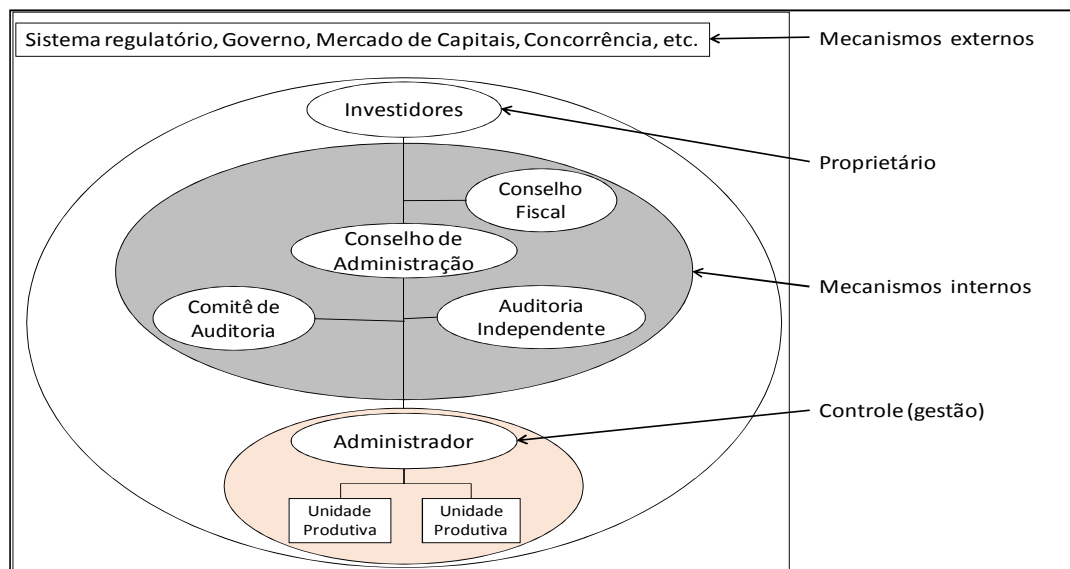 Sistema regulatório, Governo, Mercado de Capitais, Concorrência, etc.
Mecanismos externos
Investidores
Proprietário
Conselho
Fiscal
Conselho de
Administração
Mecanismos internos
Comitê de
Auditoria
Auditoria
Independente
Controle (gestão)
Administrador
Unidade
Produtiva
Unidade
Produtiva